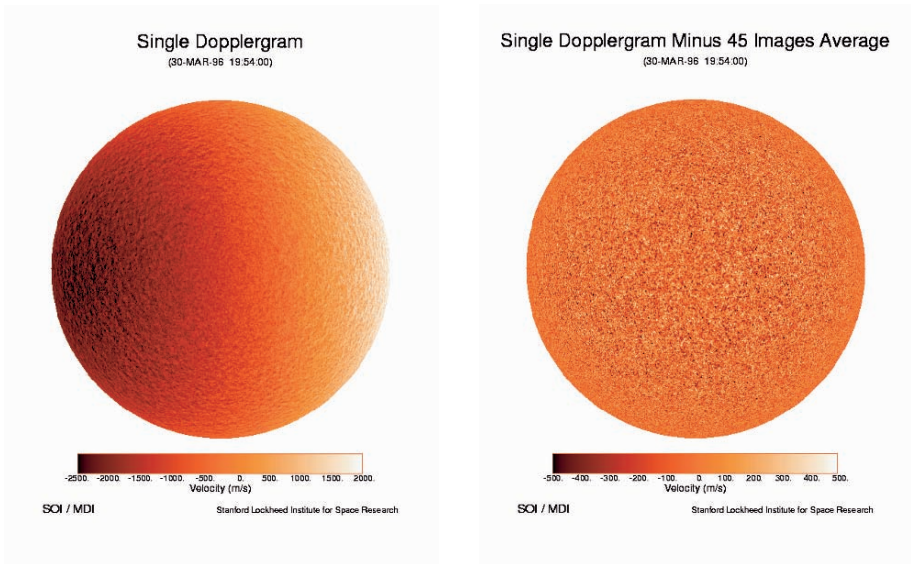 Single Dopplergram
(30-MAR-96 19:54:00)
-2500. -2000. -1500. -1000. -500. 0. 500. 1000. 1500. 2000.
Velocity (m/s)
SOI / MDI Stanford Lockheed Institute for Space Research
Single Dopplergram Minus 45 Images Average
(30-MAR-96 19:54:00)
-500. -400. -300. -200. -100. 0.0 100. 200. 300. 400. 500.
Velocity (m/s)
SOI / MDI Stanford Lockheed Institute for Space Research